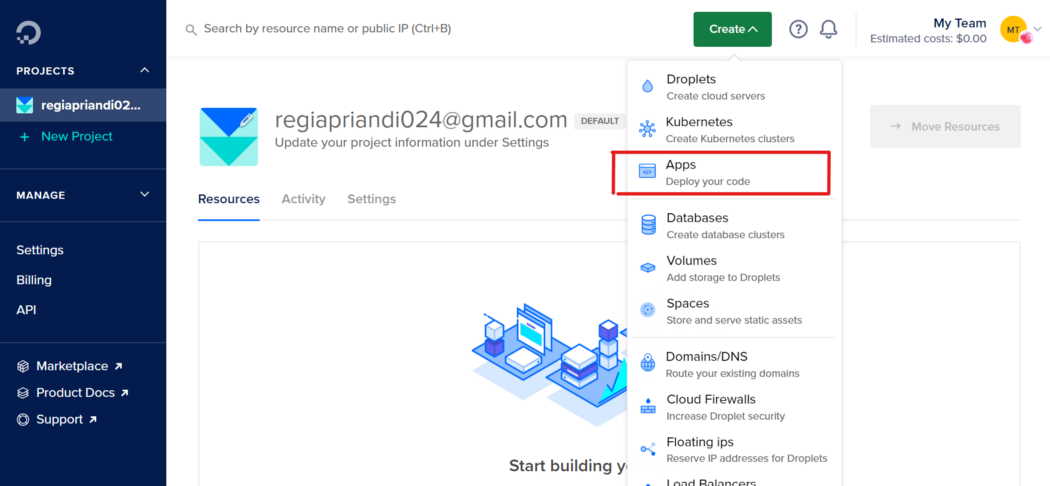 Search by resource name or public IP (Ctrl+B)
Create
My Team
Estimated costs: $0.00
MT
PROJECTS
regiapriandi02...
+ New Project
MANAGE
Settings
Billing
API
Marketplace
Product Docs
Support
regiapriandi024@gmail.com
DEFAULT
Update your project information under Settings
→ Move Resources
Resources
Activity
Settings
Start building
Droplets
Create cloud servers
Kubernetes
Create Kubernetes clusters
Apps
Deploy your code
Databases
Create database clusters
Volumes
Add storage to Droplets
Spaces
Store and serve static assets
Domains/DNS
Route your existing domains
Cloud Firewalls
Increase Droplet security
Floating ips
Reserve IP addresses for Droplets
Load Balancers